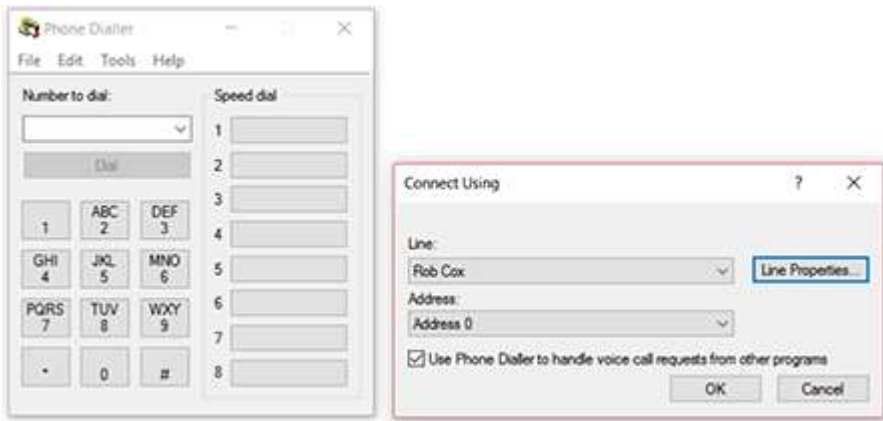 Phone Dialler
File Edit Tools Help
Number to dial:
Dial
1
ABC
2
DEF
3
GHI
4
JKL
5
MNO
6
PQRS
7
TUV
8
WXY
9
*
0
#
Speed dial
1
2
3
4
5
6
7
8
Connect Using
?
Line:
Rob Cox
Line Properties...
Address:
Address 0
Use Phone Dialler to handle voice call requests from other programs
OK Cancel